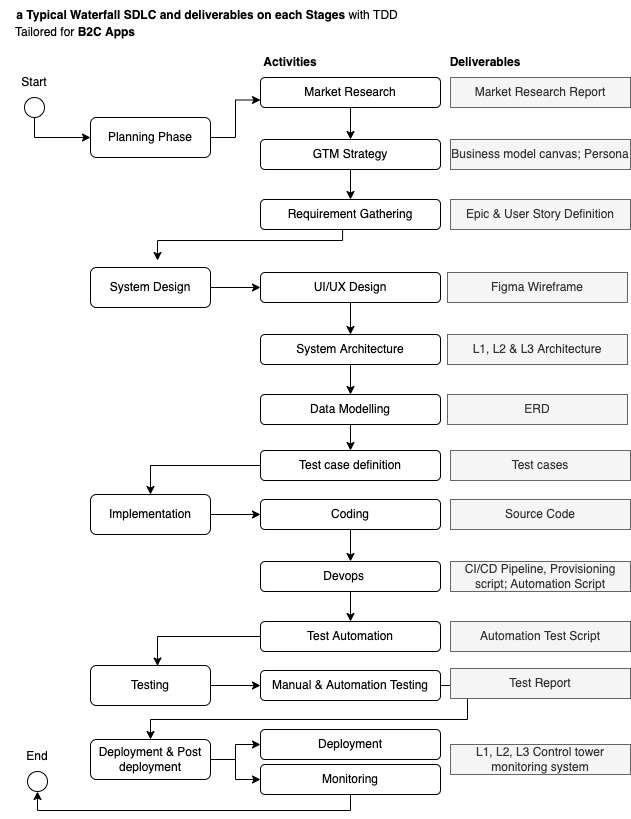 a Typical Waterfall SDLC and deliverables on each Stages with TDD
Tailored for B2C Apps
Activities
Deliverables
Start
Market Research
Market Research Report
Planning Phase
GTM Strategy
Business model canvas; Persona
Requirement Gathering
Epic & User Story Definition
System Design
UI/UX Design
Figma Wireframe
System Architecture
L1, L2 & L3 Architecture
Data Modelling
ERD
Test case definition
Test cases
Implementation
Coding
Source Code
Devops
CI/CD Pipeline, Provisioning
script; Automation Script
Test Automation
Automation Test Script
Testing
Manual & Automation Testing
Test Report
Deployment & Post
deployment
Deployment
Monitoring
L1, L2, L3 Control tower
monitoring system
End